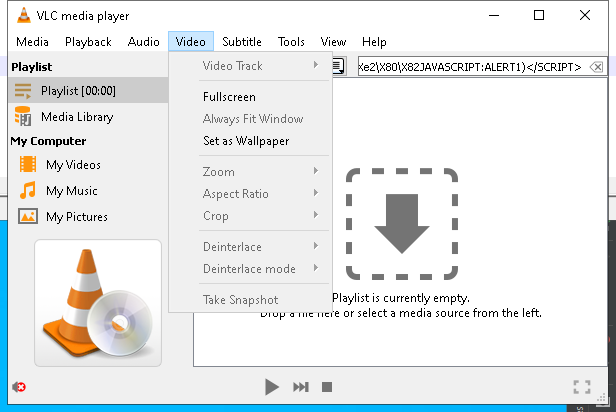 VLC media player
Media Playback Audio Video Subtitle Tools View Help
Playlist
Playlist [00:00]
Media Library
My Computer
My Videos
My Music
My Pictures
Video Track
Fullscreen
Always Fit Window
Set as Wallpaper
Zoom
Aspect Ratio
Crop
Deinterlace
Deinterlace mode
Take Snapshot
Xe2\X80\X82JAVASCRIPT:ALERT1)</SCRIPT>
Playlist is currently empty.
Drop a file here or select a media source from the left.